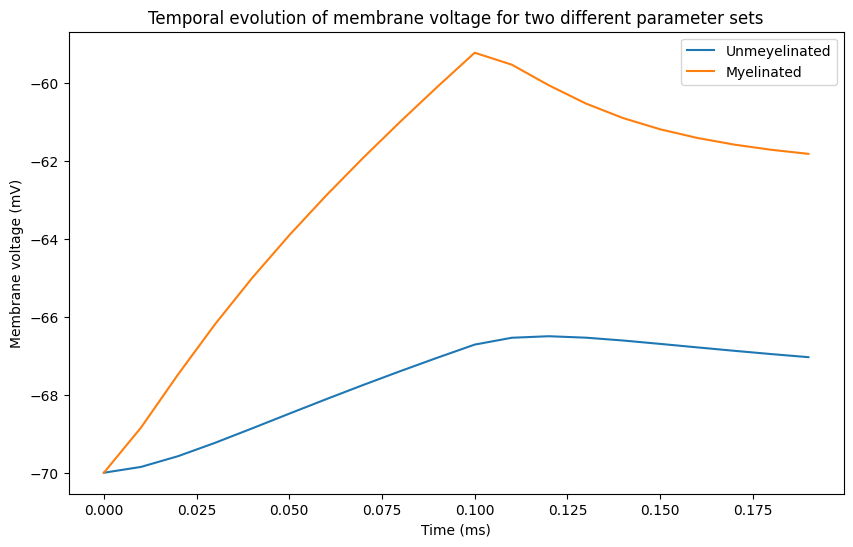 Temporal evolution of membrane voltage for two different parameter sets
Unmeyelinated
Myelinated
Membrane voltage (mV)
−60
−62
−64
−66
−68
−70
0.000 0.025 0.050 0.075 0.100 0.125 0.150 0.175
Time (ms)